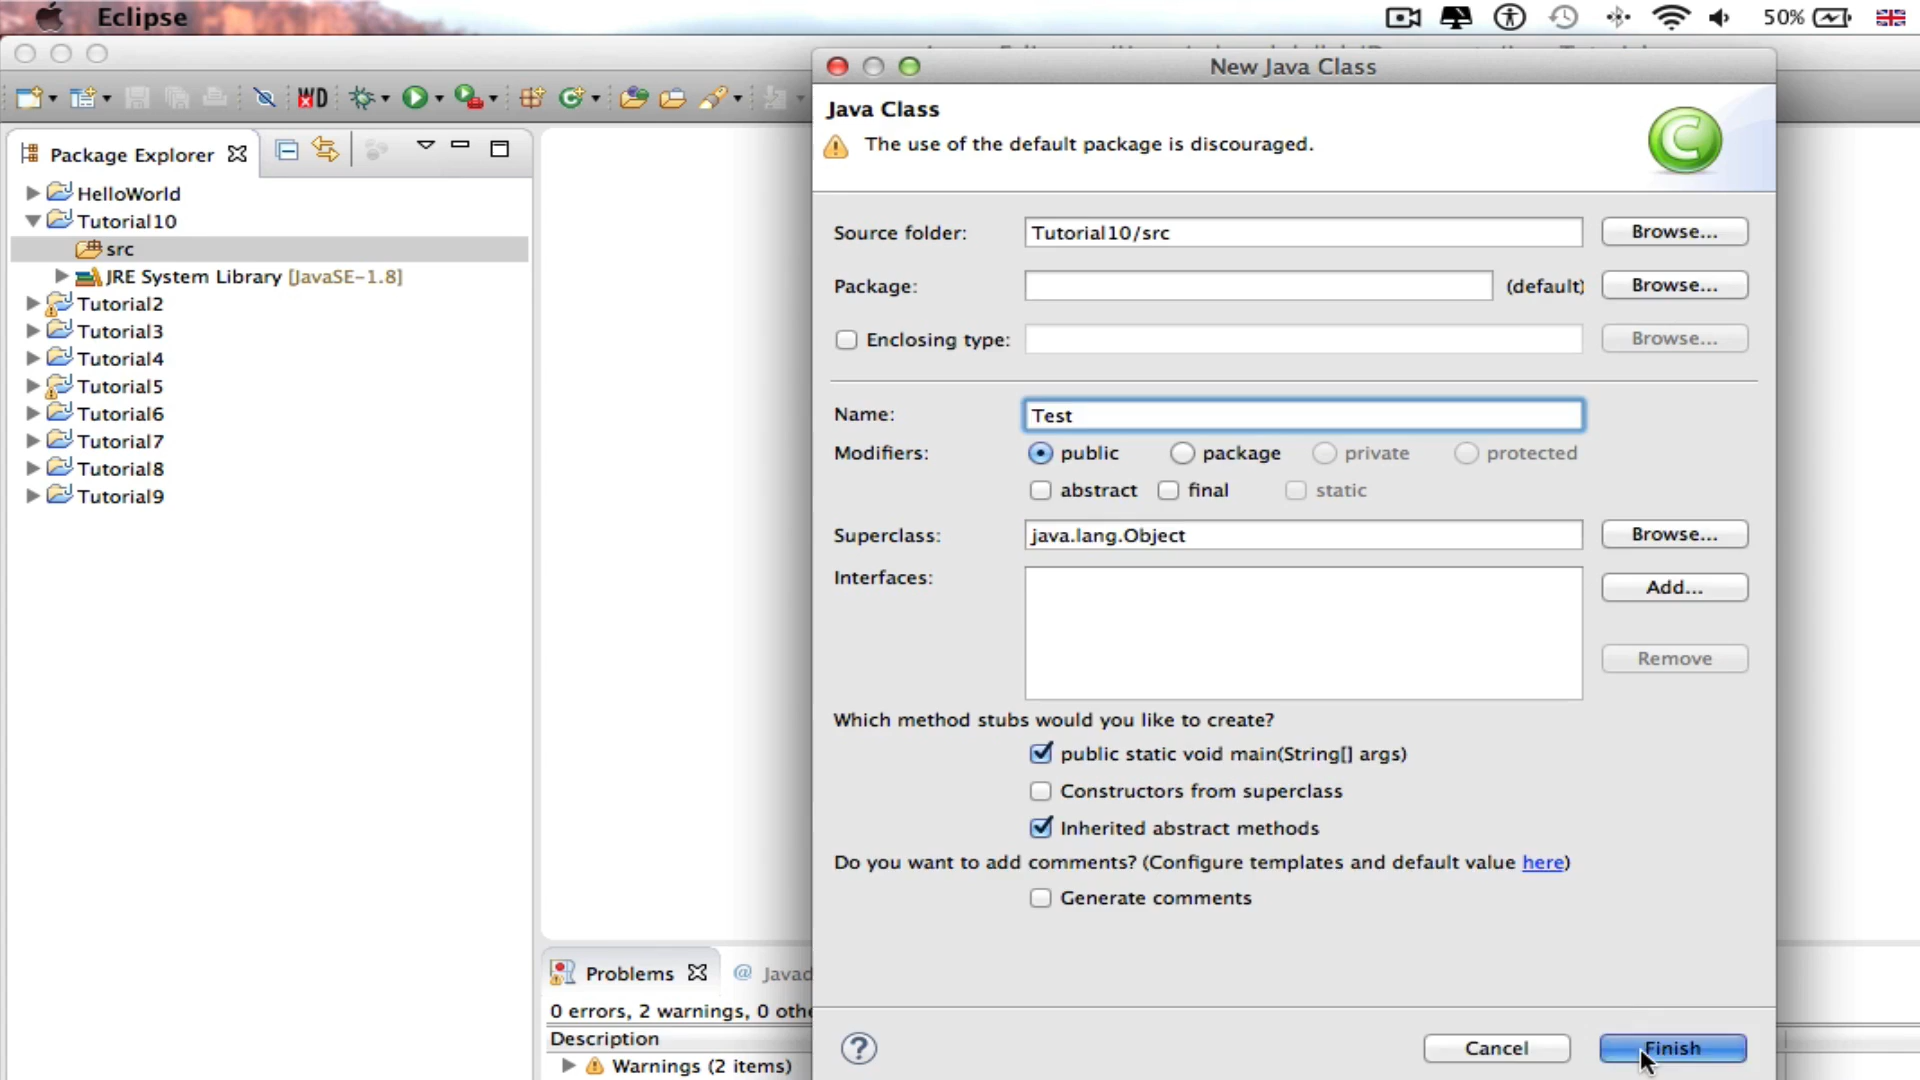 Eclipse
50%
New Java Class
Java Class
The use of the default package is discouraged.
WD
Package Explorer
HelloWorld
Tutorial10
src
JRE System Library [JavaSE-1.8]
Tutorial2
Tutorial3
Tutorial4
Tutorial5
Tutorial6
Tutorial7
Tutorial8
Tutorial9
Source folder: Tutorial10/src Browse...
Package: (default) Browse...
Enclosing type: Browse...
Name: Test
Modifiers: public package private protected
abstract final static
Superclass: java.lang.Object Browse...
Interfaces: Add...
Remove
Which method stubs would you like to create?
public static void main(String[] args)
Constructors from superclass
Inherited abstract methods
Do you want to add comments? (Configure templates and default value here)
Generate comments
Problems @ Javad
0 errors, 2 warnings, 0 othe
Description
Warnings (2 items)
? Cancel Finish